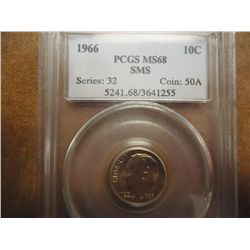 1966 10C
PCGS MS68
SMS
Series: 32 Coin: 50A
5241.68/3641255